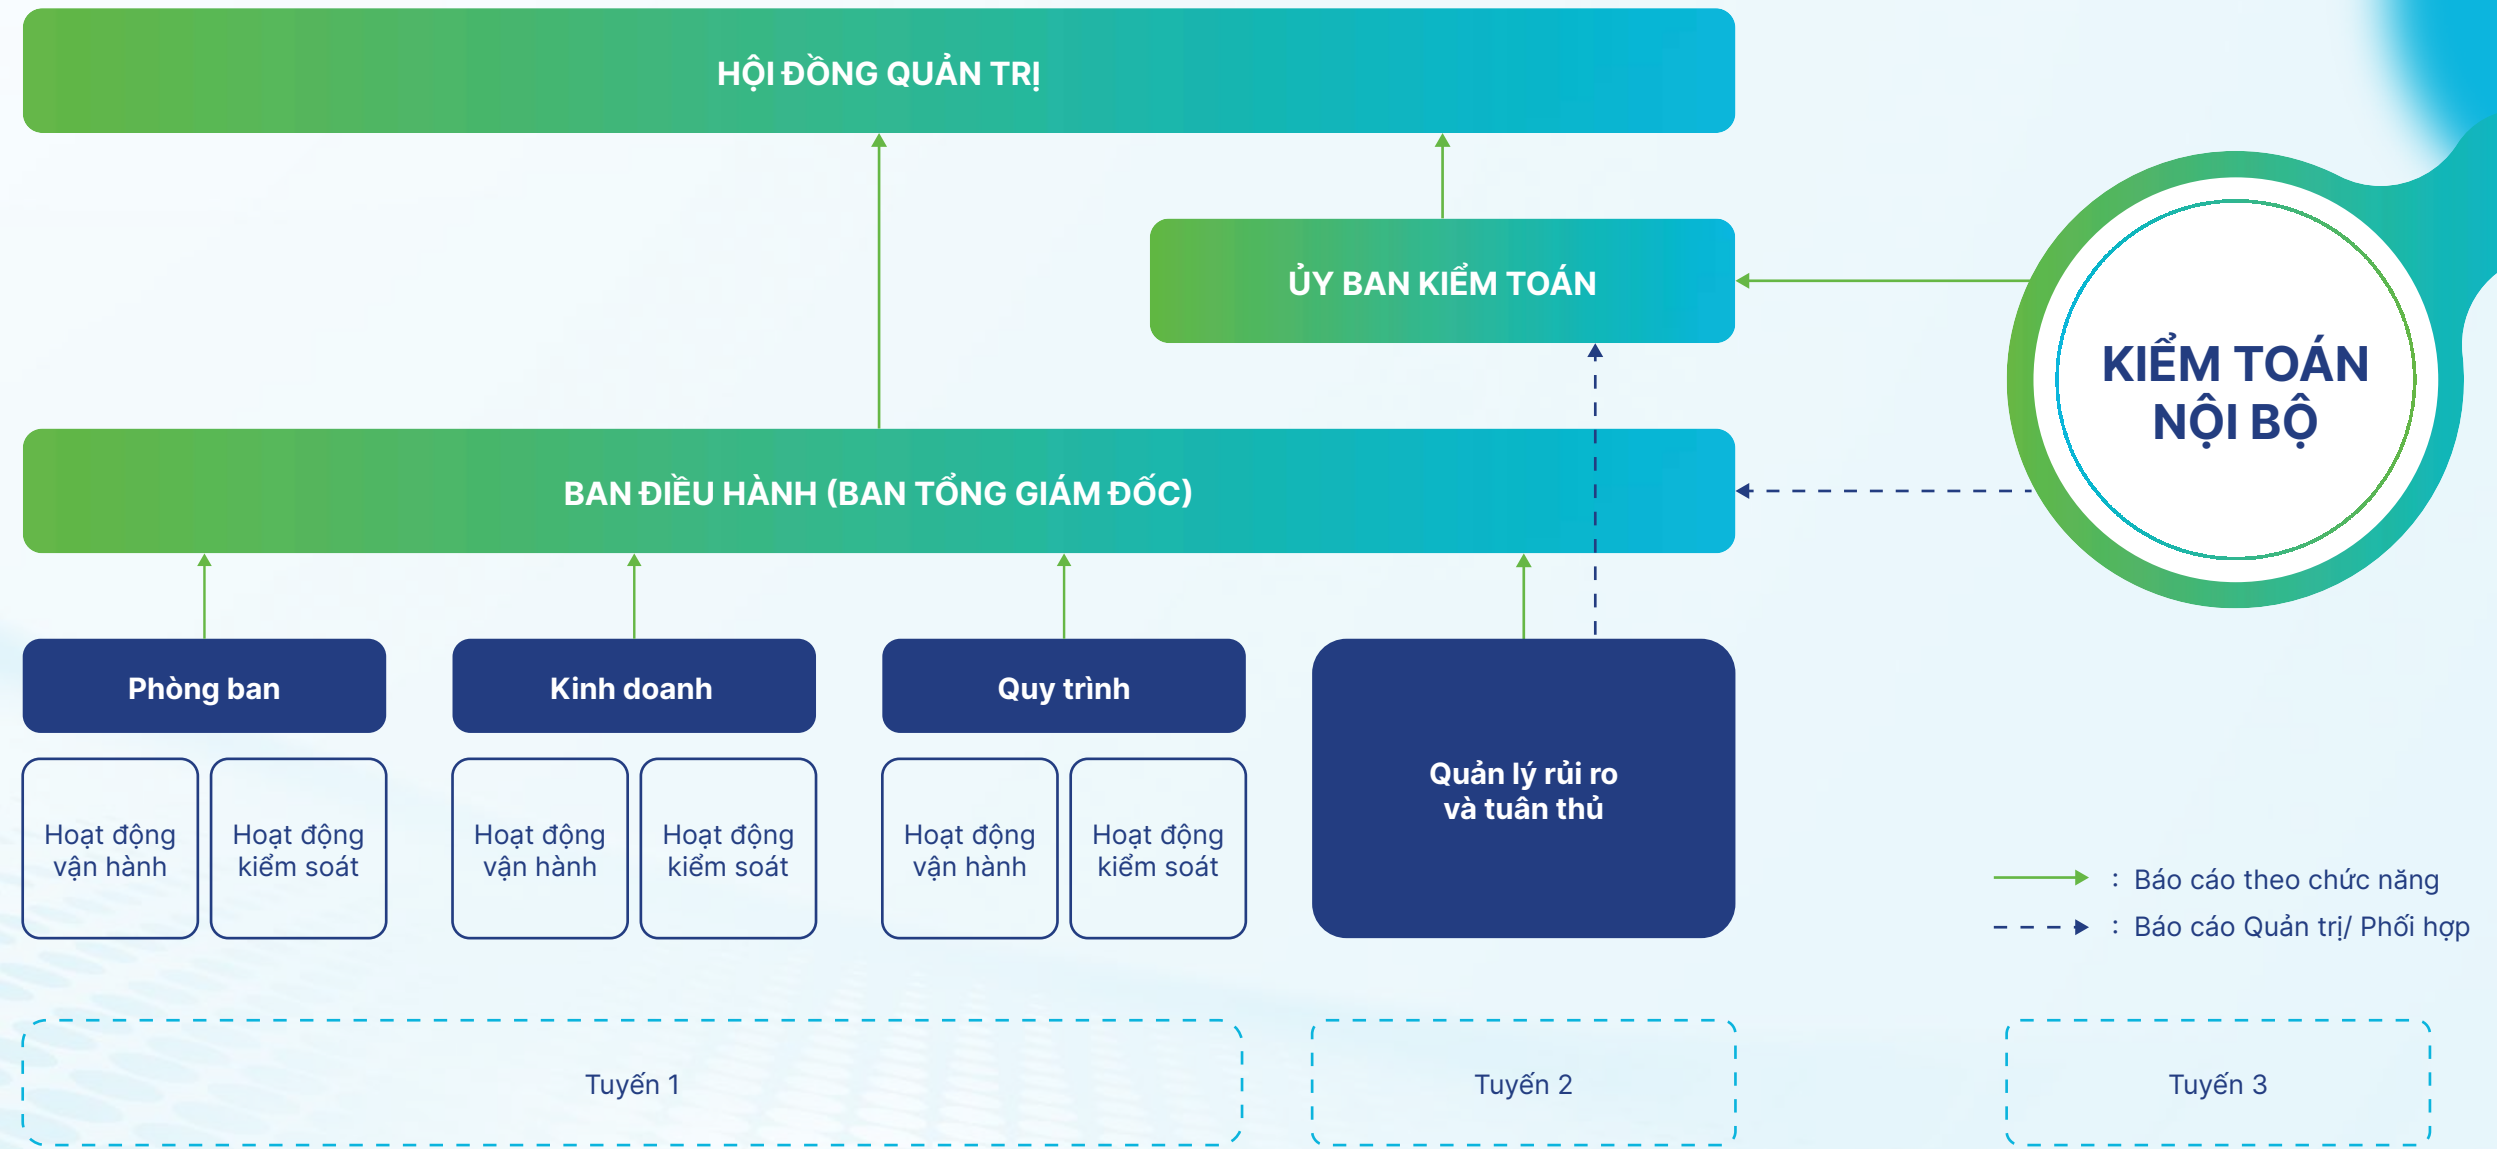 HỘI ĐỒNG QUẢN TRỊ
ỦY BAN KIỂM TOÁN
KIỂM TOÁN
NỘI BỘ
BAN ĐIỀU HÀNH (BAN TỔNG GIÁM ĐỐC)
Phòng ban
Kinh doanh
Quy trình
Quản lý rủi ro
và tuân thủ
Hoạt động
vận hành
Hoạt động
kiểm soát
Hoạt động
vận hành
Hoạt động
kiểm soát
Hoạt động
vận hành
Hoạt động
kiểm soát
: Báo cáo theo chức năng
: Báo cáo Quản trị/ Phối hợp
Tuyến 1
Tuyến 2
Tuyến 3